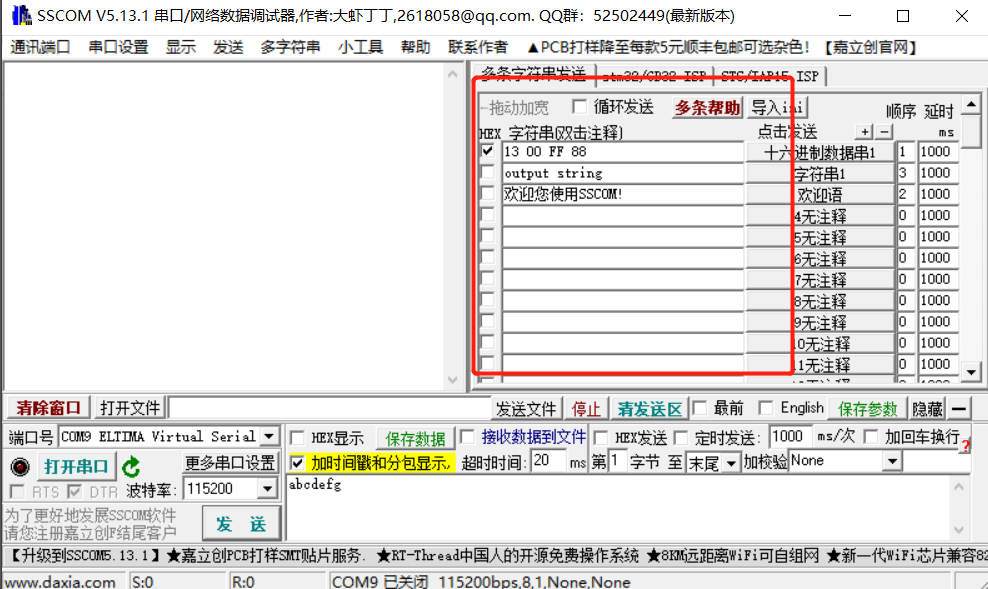 SSCOM V5.13.1 串口/网络数据调试器,作者:大虾丁丁,2618058@qq.com. QQ群：52502449(最新版本)
通讯端口 串口设置 显示 发送 多字符串 小工具 帮助 联系作者 ▲PCB打样降至每款5元顺丰包邮可选杂色! 【嘉立创官网】
多条字符串发送 stm32/GD32 ISP STC/IAP15 ISP
←拖动加宽 循环发送 多条帮助 导入ini 顺序 延时
HEX 字符串(双击注释) 点击发送 + − ms
13 00 FF 88 十六进制数据串1 1 1000
output string 字符串1 3 1000
欢迎您使用SSCOM! 欢迎语 2 1000
4无注释 0 1000
5无注释 0 1000
6无注释 0 1000
7无注释 0 1000
8无注释 0 1000
9无注释 0 1000
10无注释 0 1000
11无注释 0 1000
清除窗口 打开文件 发送文件 停止 清发送区 最前 English 保存参数 隐藏 −
端口号 COM9 ELTIMA Virtual Serial HEX显示 保存数据 接收数据到文件 HEX发送 定时发送: 1000 ms/次 加回车换行 ?
打开串口 更多串口设置 加时间戳和分包显示, 超时时间: 20 ms 第1 字节 至 末尾 加校验 None
RTS DTR 波特率: 115200 abcdefg
为了更好地发展SSCOM软件
请您注册嘉立创F结尾客户 发 送
【升级到SSCOM5.13.1】★嘉立创PCB打样SMT贴片服务. ★RT-Thread中国人的开源免费操作系统 ★8KM远距离WiFi可自组网 ★新一代WiFi芯片兼容82
www.daxia.com S:0 R:0 COM9 已关闭 115200bps,8,1,None,None